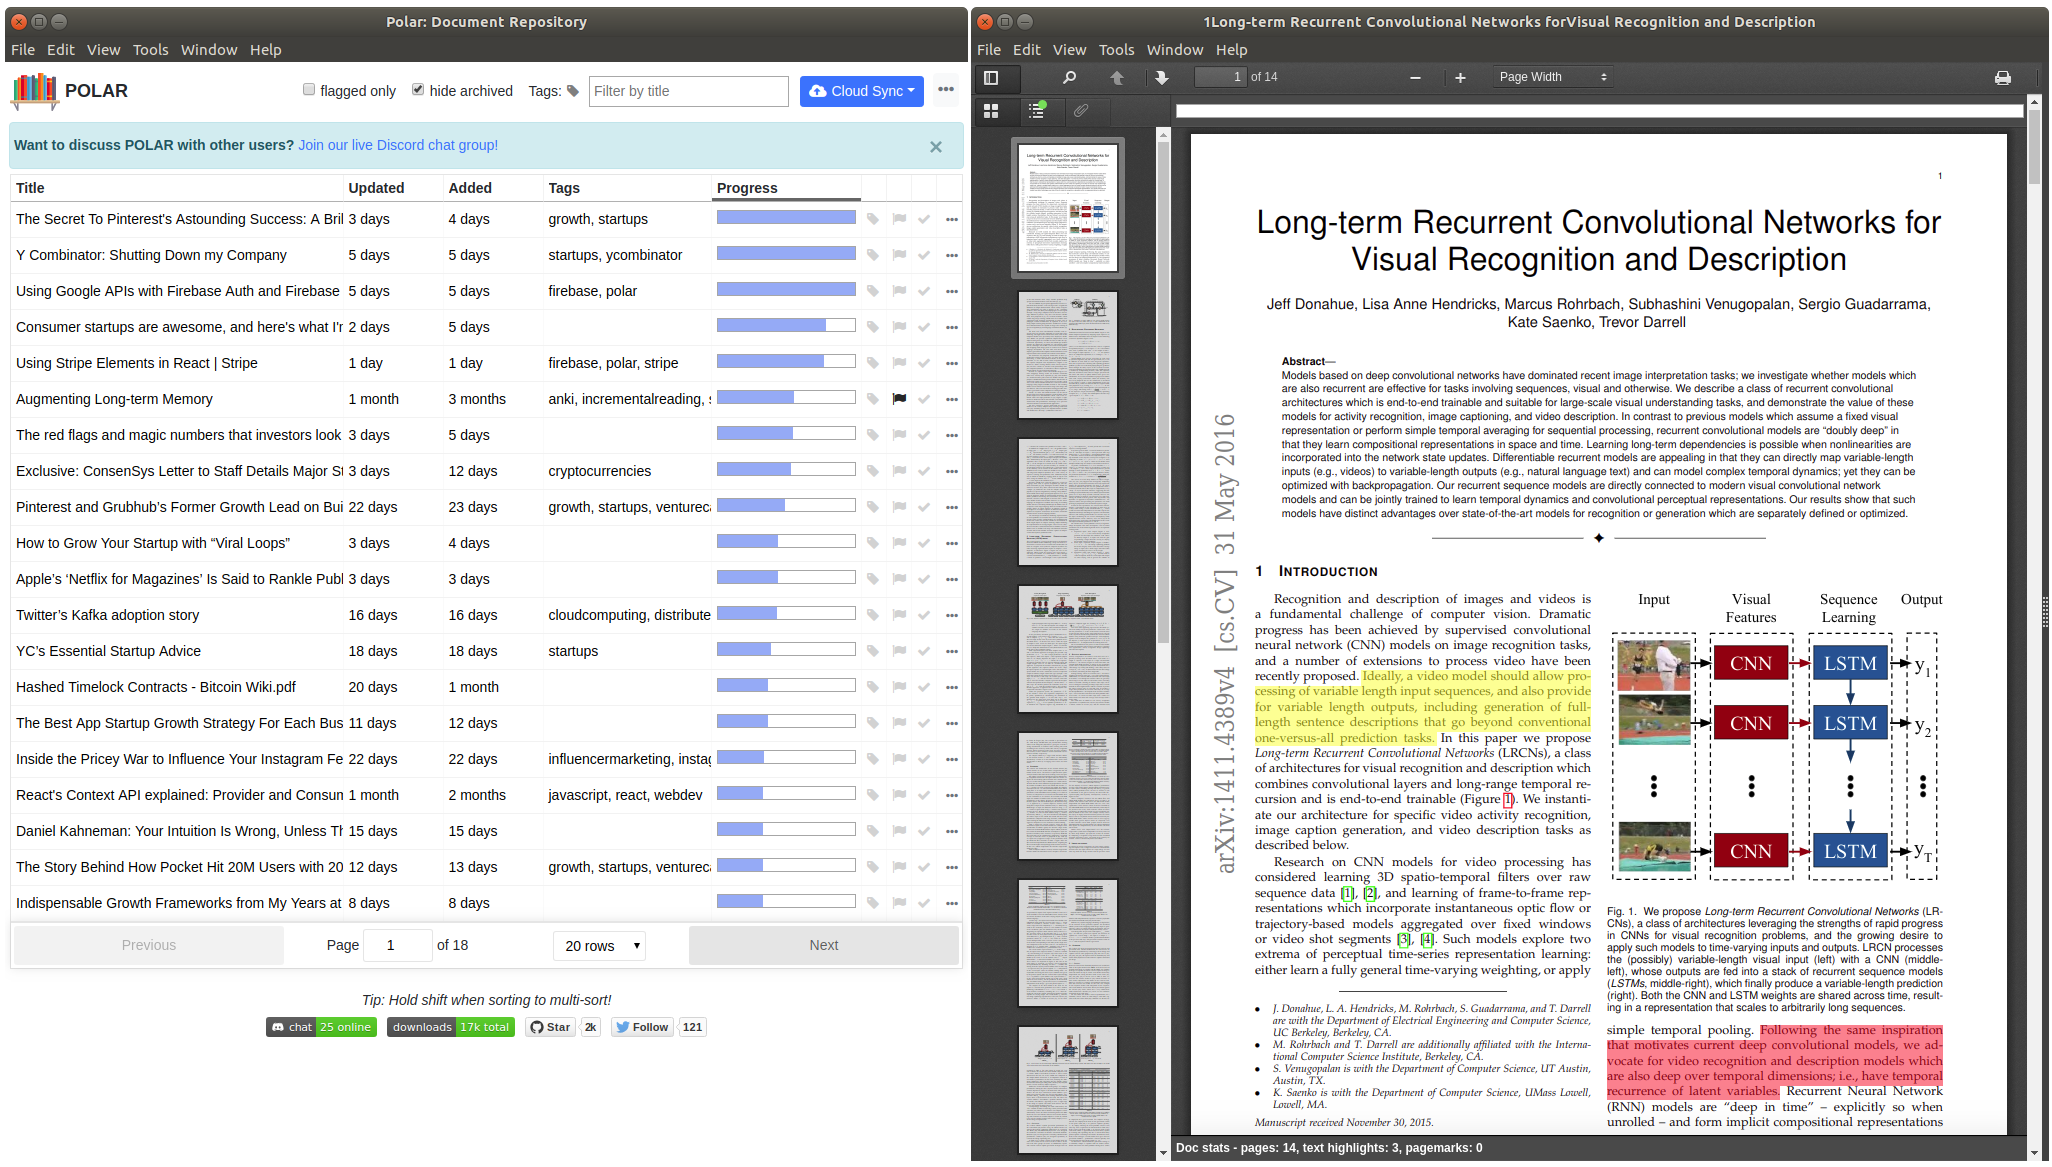 Polar: Document Repository
File Edit View Tools Window Help
POLAR
flagged only hide archived Tags: Filter by title Cloud Sync •••
Want to discuss POLAR with other users? Join our live Discord chat group! ×
Title Updated Added Tags Progress
The Secret To Pinterest's Astounding Success: A Bril 3 days 4 days growth, startups
Y Combinator: Shutting Down my Company 5 days 5 days startups, ycombinator
Using Google APIs with Firebase Auth and Firebase 5 days 5 days firebase, polar
Consumer startups are awesome, and here's what I'r 2 days 5 days
Using Stripe Elements in React | Stripe 1 day 1 day firebase, polar, stripe
Augmenting Long-term Memory 1 month 3 months anki, incrementalreading, s
The red flags and magic numbers that investors look 3 days 5 days
Exclusive: ConsenSys Letter to Staff Details Major St 3 days 12 days cryptocurrencies
Pinterest and Grubhub's Former Growth Lead on Bui 22 days 23 days growth, startups, ventureca
How to Grow Your Startup with “Viral Loops” 3 days 4 days
Apple's ‘Netflix for Magazines’ Is Said to Rankle Publ 3 days 3 days
Twitter's Kafka adoption story 16 days 16 days cloudcomputing, distribute
YC's Essential Startup Advice 18 days 18 days startups
Hashed Timelock Contracts - Bitcoin Wiki.pdf 20 days 1 month
The Best App Startup Growth Strategy For Each Bus 11 days 12 days
Inside the Pricey War to Influence Your Instagram Fe 22 days 22 days influencermarketing, instag
React's Context API explained: Provider and Consum 1 month 2 months javascript, react, webdev
Daniel Kahneman: Your Intuition Is Wrong, Unless Th 15 days 15 days
The Story Behind How Pocket Hit 20M Users with 20 12 days 13 days growth, startups, ventureca
Indispensable Growth Frameworks from My Years at 8 days 8 days
Previous Page 1 of 18 20 rows Next
Tip: Hold shift when sorting to multi-sort!
chat 25 online downloads 17k total Star 2k Follow 121
1Long-term Recurrent Convolutional Networks forVisual Recognition and Description
File Edit View Tools Window Help
1 of 14 Page Width
1
Long-term Recurrent Convolutional Networks for
Visual Recognition and Description
Jeff Donahue, Lisa Anne Hendricks, Marcus Rohrbach, Subhashini Venugopalan, Sergio Guadarrama,
Kate Saenko, Trevor Darrell
Abstract—
Models based on deep convolutional networks have dominated recent image interpretation tasks; we investigate whether models which
are also recurrent are effective for tasks involving sequences, visual and otherwise. We describe a class of recurrent convolutional
architectures which is end-to-end trainable and suitable for large-scale visual understanding tasks, and demonstrate the value of these
models for activity recognition, image captioning, and video description. In contrast to previous models which assume a fixed visual
representation or perform simple temporal averaging for sequential processing, recurrent convolutional models are “doubly deep” in
that they learn compositional representations in space and time. Learning long-term dependencies is possible when nonlinearities are
incorporated into the network state updates. Differentiable recurrent models are appealing in that they can directly map variable-length
inputs (e.g., videos) to variable-length outputs (e.g., natural language text) and can model complex temporal dynamics; yet they can be
optimized with backpropagation. Our recurrent sequence models are directly connected to modern visual convolutional network
models and can be jointly trained to learn temporal dynamics and convolutional perceptual representations. Our results show that such
models have distinct advantages over state-of-the-art models for recognition or generation which are separately defined or optimized.
arXiv:1411.4389v4 [cs.CV] 31 May 2016
1 INTRODUCTION
Recognition and description of images and videos is
a fundamental challenge of computer vision. Dramatic
progress has been achieved by supervised convolutional
neural network (CNN) models on image recognition tasks,
and a number of extensions to process video have been
recently proposed. Ideally, a video model should allow pro-
cessing of variable length input sequences, and also provide
for variable length outputs, including generation of full-
length sentence descriptions that go beyond conventional
one-versus-all prediction tasks. In this paper we propose
Long-term Recurrent Convolutional Networks (LRCNs), a class
of architectures for visual recognition and description which
combines convolutional layers and long-range temporal re-
cursion and is end-to-end trainable (Figure 1). We instanti-
ate our architecture for specific video activity recognition,
image caption generation, and video description tasks as
described below.
Research on CNN models for video processing has
considered learning 3D spatio-temporal filters over raw
sequence data [1], [2], and learning of frame-to-frame rep-
resentations which incorporate instantaneous optic flow or
trajectory-based models aggregated over fixed windows
or video shot segments [3], [4]. Such models explore two
extrema of perceptual time-series representation learning:
either learn a fully general time-varying weighting, or apply
• J. Donahue, L. A. Hendricks, M. Rohrbach, S. Guadarrama, and T. Darrell
are with the Department of Electrical Engineering and Computer Science,
UC Berkeley, Berkeley, CA.
• M. Rohrbach and T. Darrell are additionally affiliated with the Interna-
tional Computer Science Institute, Berkeley, CA.
• S. Venugopalan is with the Department of Computer Science, UT Austin,
Austin, TX.
• K. Saenko is with the Department of Computer Science, UMass Lowell,
Lowell, MA.
Manuscript received November 30, 2015.
Input Visual Features Sequence Learning Output
CNN LSTM y1
CNN LSTM y2
CNN LSTM yT
Fig. 1. We propose Long-term Recurrent Convolutional Networks (LR-
CNs), a class of architectures leveraging the strengths of rapid progress
in CNNs for visual recognition problems, and the growing desire to
apply such models to time-varying inputs and outputs. LRCN processes
the (possibly) variable-length visual input (left) with a CNN (middle-
left), whose outputs are fed into a stack of recurrent sequence models
(LSTMs, middle-right), which finally produce a variable-length prediction
(right). Both the CNN and LSTM weights are shared across time, result-
ing in a representation that scales to arbitrarily long sequences.
simple temporal pooling. Following the same inspiration
that motivates current deep convolutional models, we ad-
vocate for video recognition and description models which
are also deep over temporal dimensions; i.e., have temporal
recurrence of latent variables. Recurrent Neural Network
(RNN) models are “deep in time” – explicitly so when
unrolled – and form implicit compositional representations
Doc stats - pages: 14, text highlights: 3, pagemarks: 0